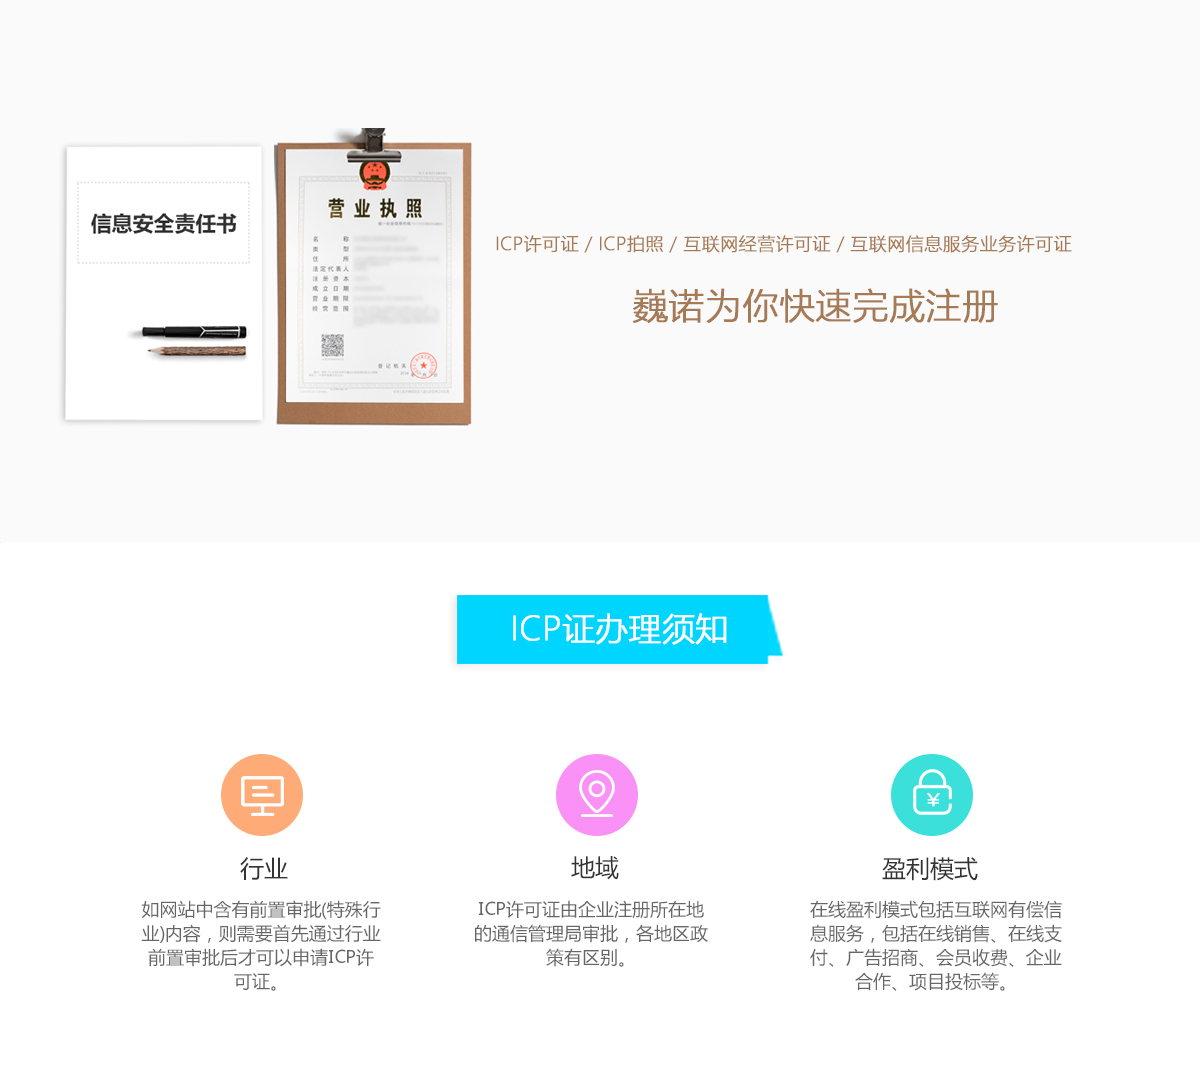 信息安全责任书
营业执照
名称
类型
住所
法定代表人
注册资本
成立日期
营业期限
经营范围
登记机关
ICP许可证 / ICP拍照 / 互联网经营许可证 / 互联网信息服务业务许可证
巍诺为你快速完成注册
ICP证办理须知
行业
如网站中含有前置审批(特殊行
业)内容，则需要首先通过行业
前置审批后才可以申请ICP许
可证。
地域
ICP许可证由企业注册所在地
的通信管理局审批，各地区政
策有区别。
¥
盈利模式
在线盈利模式包括互联网有偿信
息服务，包括在线销售、在线支
付、广告招商、会员收费、企业
合作、项目投标等。